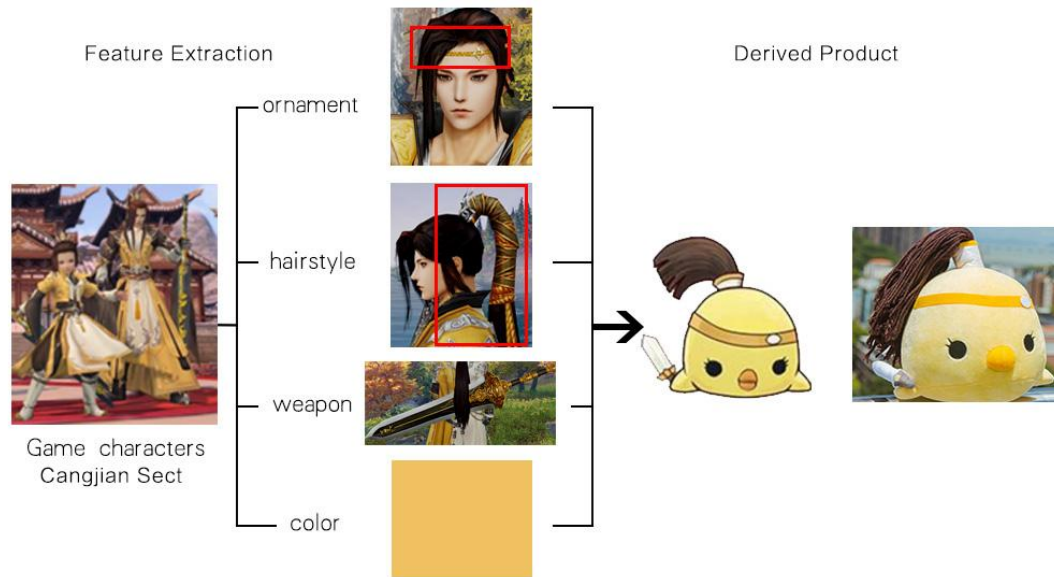 Feature Extraction
Derived Product
ornament
hairstyle
weapon
color
Game characters
Cangjian Sect